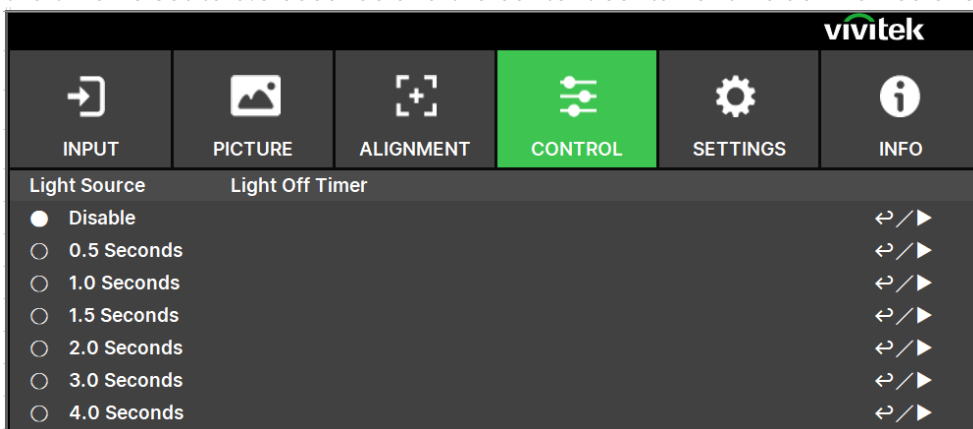 vivitek
INPUT PICTURE ALIGNMENT CONTROL SETTINGS INFO
Light Source Light Off Timer
Disable
0.5 Seconds
1.0 Seconds
1.5 Seconds
2.0 Seconds
3.0 Seconds
4.0 Seconds